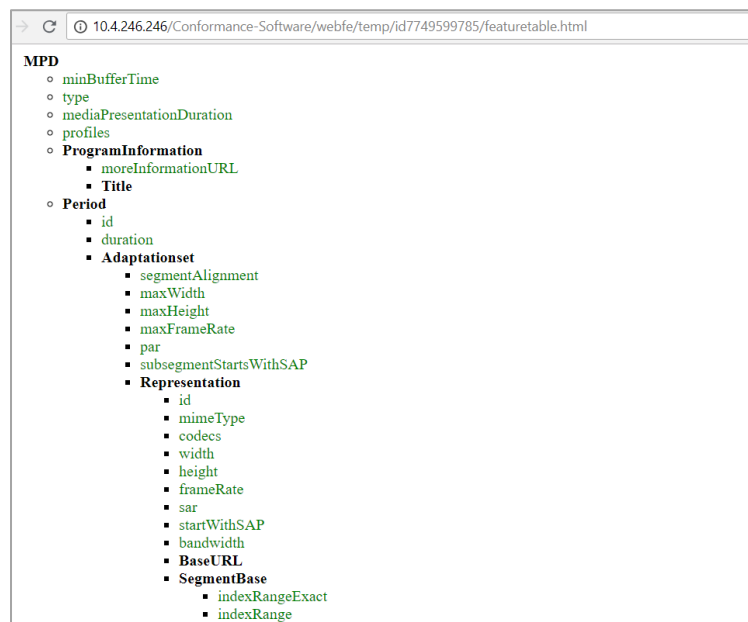 10.4.246.246/Conformance-Software/webfe/temp/id7749599785/featuretable.html
MPD
minBufferTime
type
mediaPresentationDuration
profiles
ProgramInformation
moreInformationURL
Title
Period
id
duration
Adaptationset
segmentAlignment
maxWidth
maxHeight
maxFrameRate
par
subsegmentStartsWithSAP
Representation
id
mimeType
codecs
width
height
frameRate
sar
startWithSAP
bandwidth
BaseURL
SegmentBase
indexRangeExact
indexRange